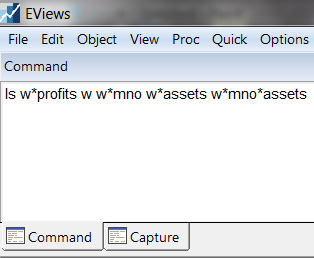 EViews
File Edit Object View Proc Quick Options
Command
ls w*profits w w*mno w*assets w*mno*assets
Command Capture